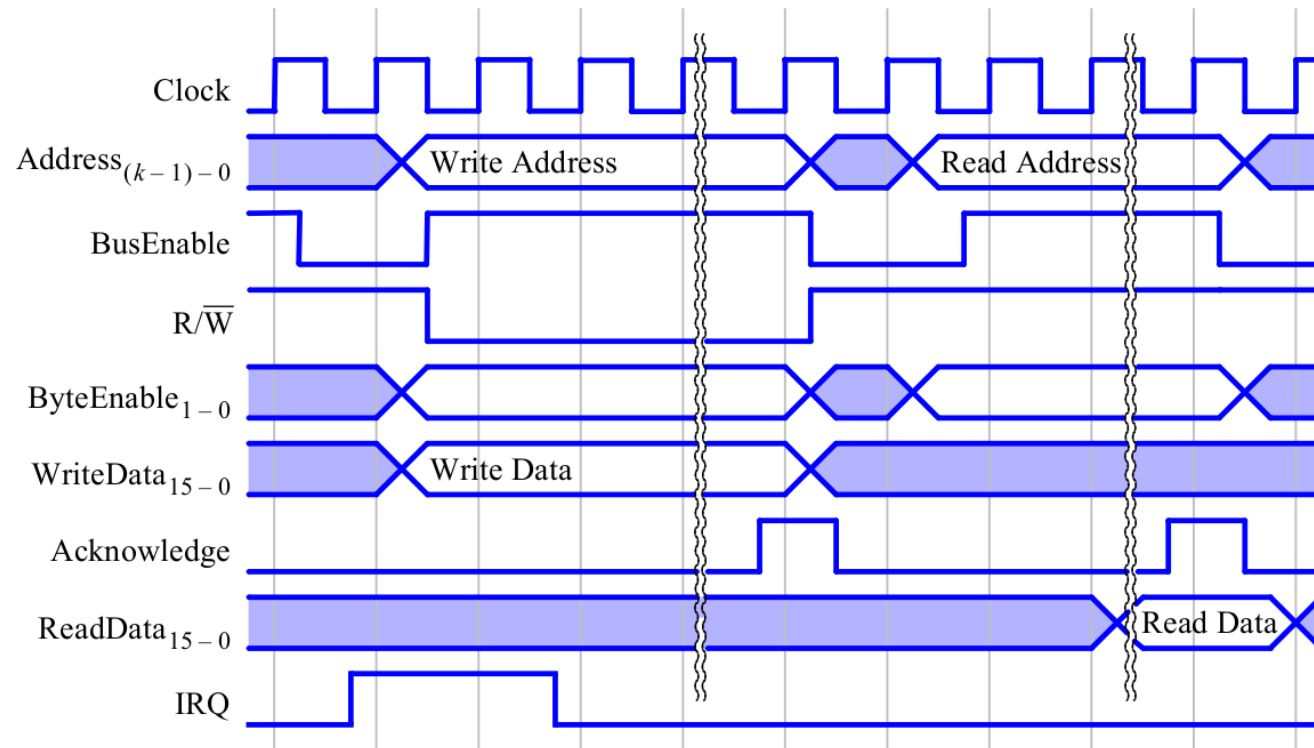 Clock
Address(k – 1) – 0
Write Address
Read Address
BusEnable
R/W̅
ByteEnable1 – 0
WriteData15 – 0
Write Data
Acknowledge
ReadData15 – 0
Read Data
IRQ